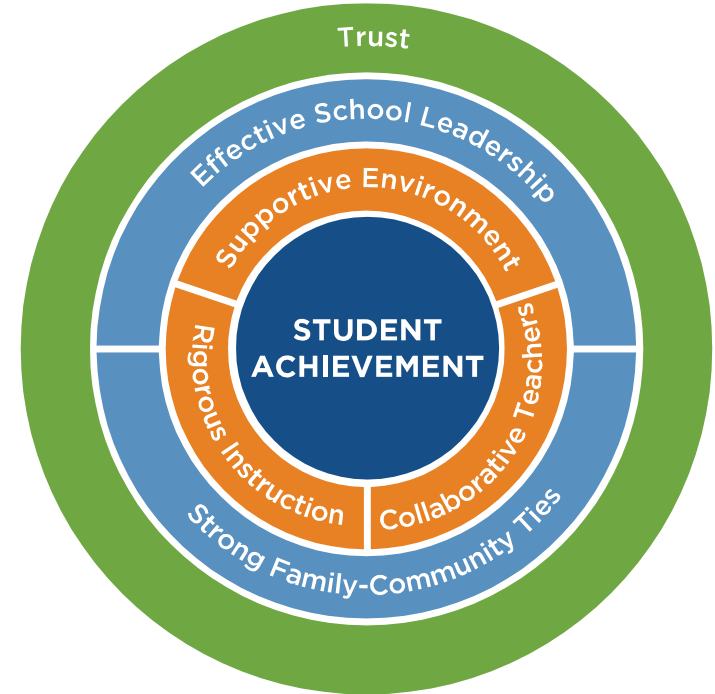 Trust
Effective School Leadership
Supportive Environment
STUDENT
ACHIEVEMENT
Rigorous Instruction
Collaborative Teachers
Strong Family-Community Ties